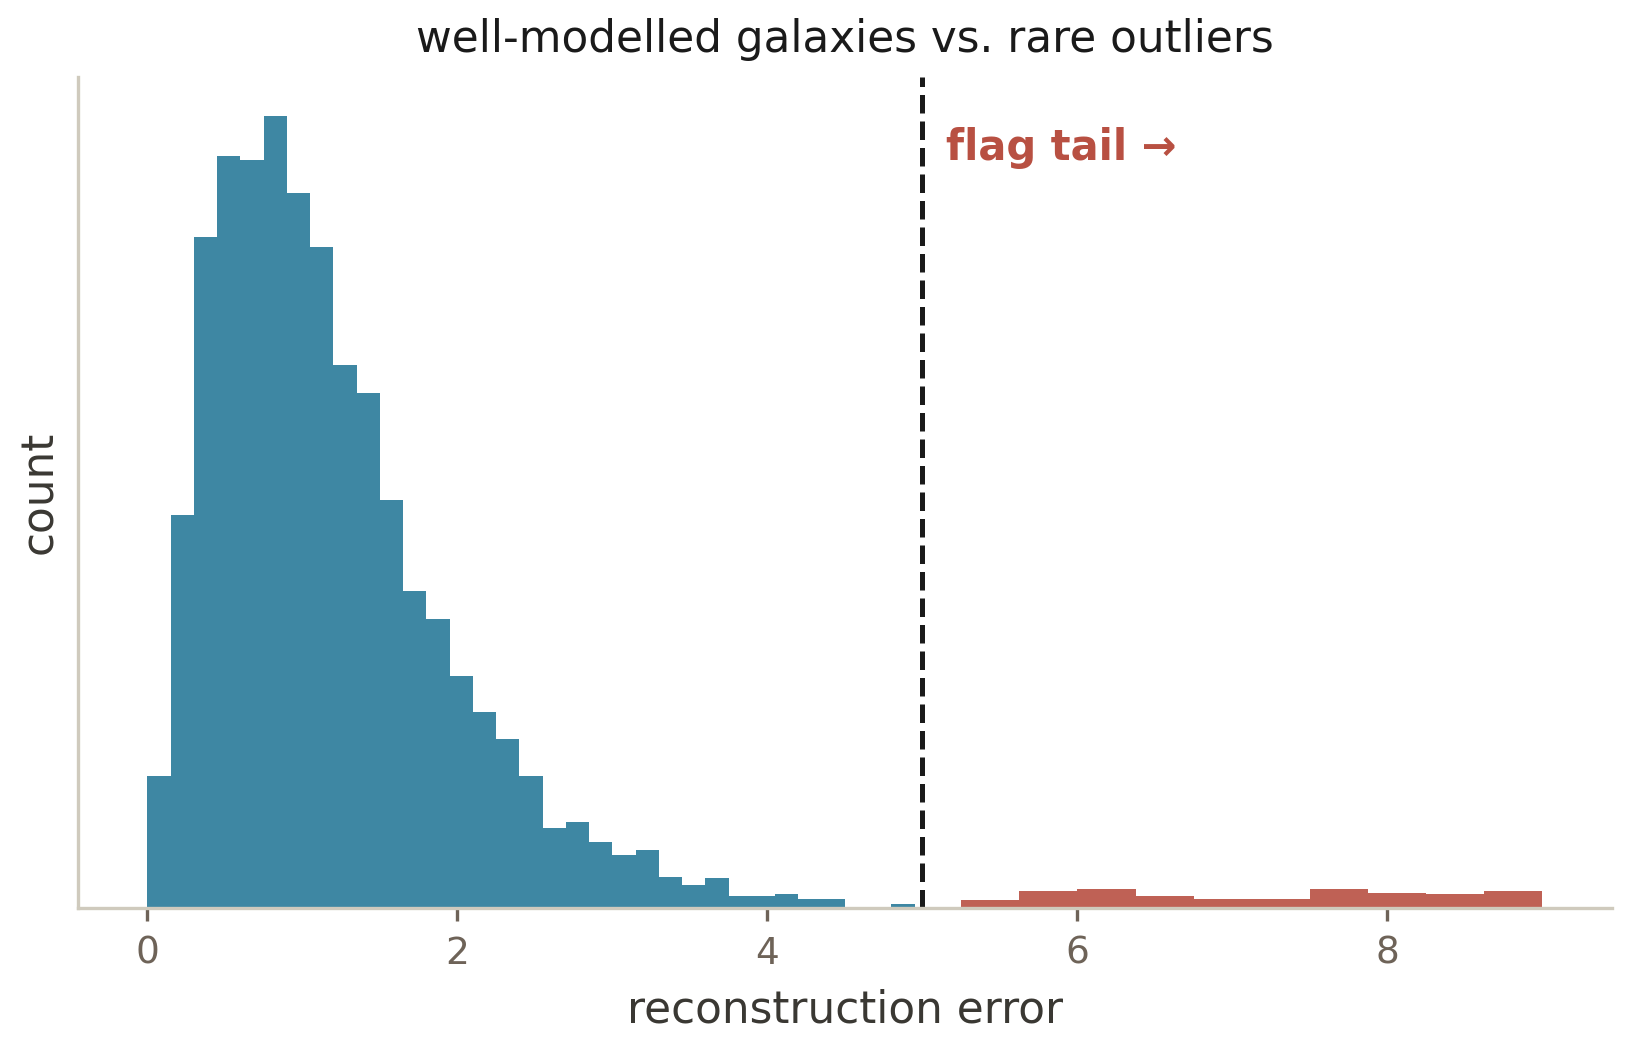 well-modelled galaxies vs. rare outliers
flag tail →
count
0 2 4 6 8
reconstruction error